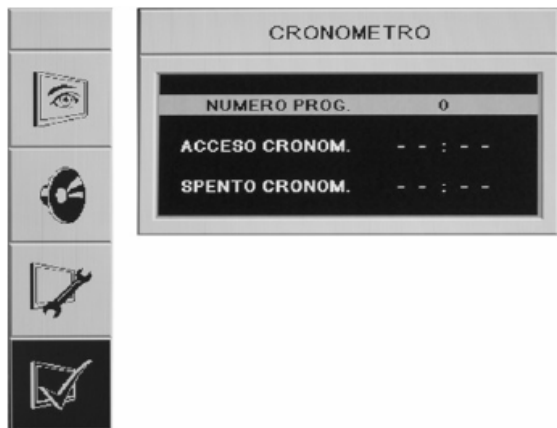 CRONOMETRO
NUMERO PROG. 0
ACCESO CRONOM. - - : - -
SPENTO CRONOM. - - : - -